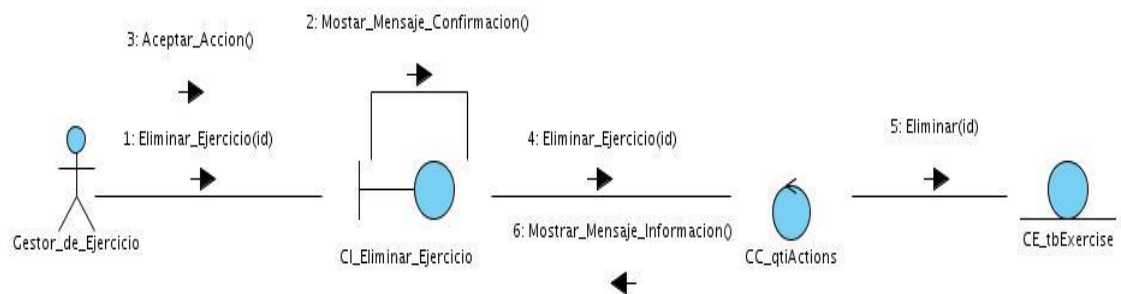 2: Mostar_Mensaje_Confirmacion()
3: Aceptar_Accion()
1: Eliminar_Ejercicio(id)
4: Eliminar_Ejercicio(id)
5: Eliminar(id)
6: Mostrar_Mensaje_Informacion()
Gestor_de_Ejercicio
CI_Eliminar_Ejercicio
CC_qtiActions
CE_tbExercise